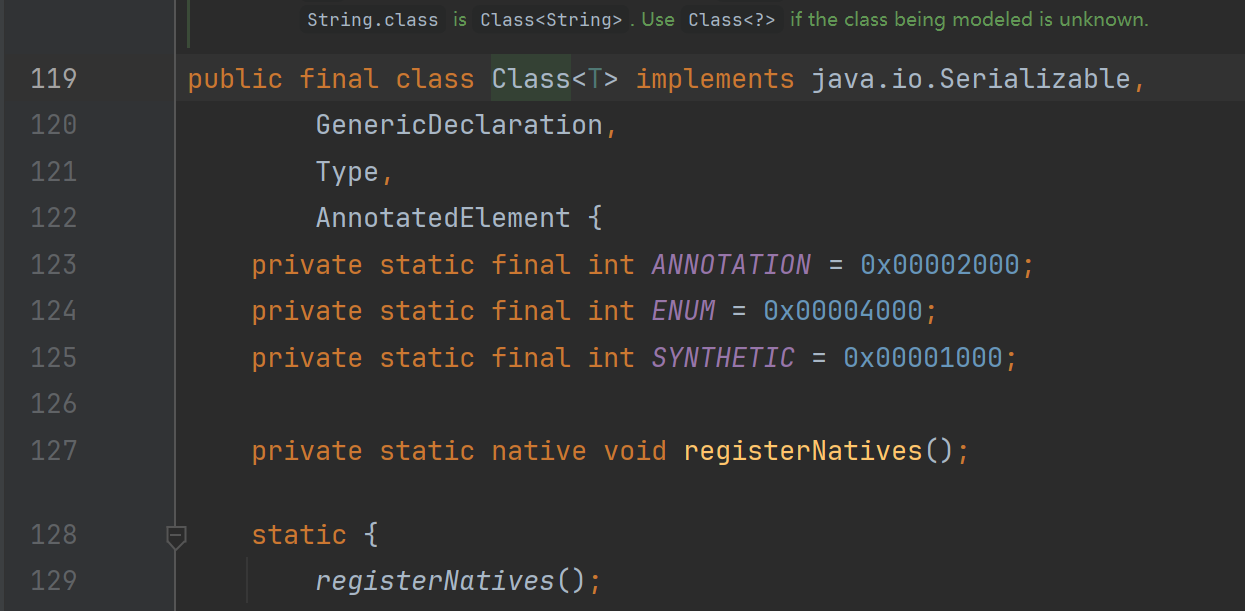 String.class is Class<String>. Use Class<?> if the class being modeled is unknown.
119 public final class Class<T> implements java.io.Serializable,
120 GenericDeclaration,
121 Type,
122 AnnotatedElement {
123 private static final int ANNOTATION = 0x00002000;
124 private static final int ENUM = 0x00004000;
125 private static final int SYNTHETIC = 0x00001000;
126
127 private static native void registerNatives();
128 static {
129 registerNatives();